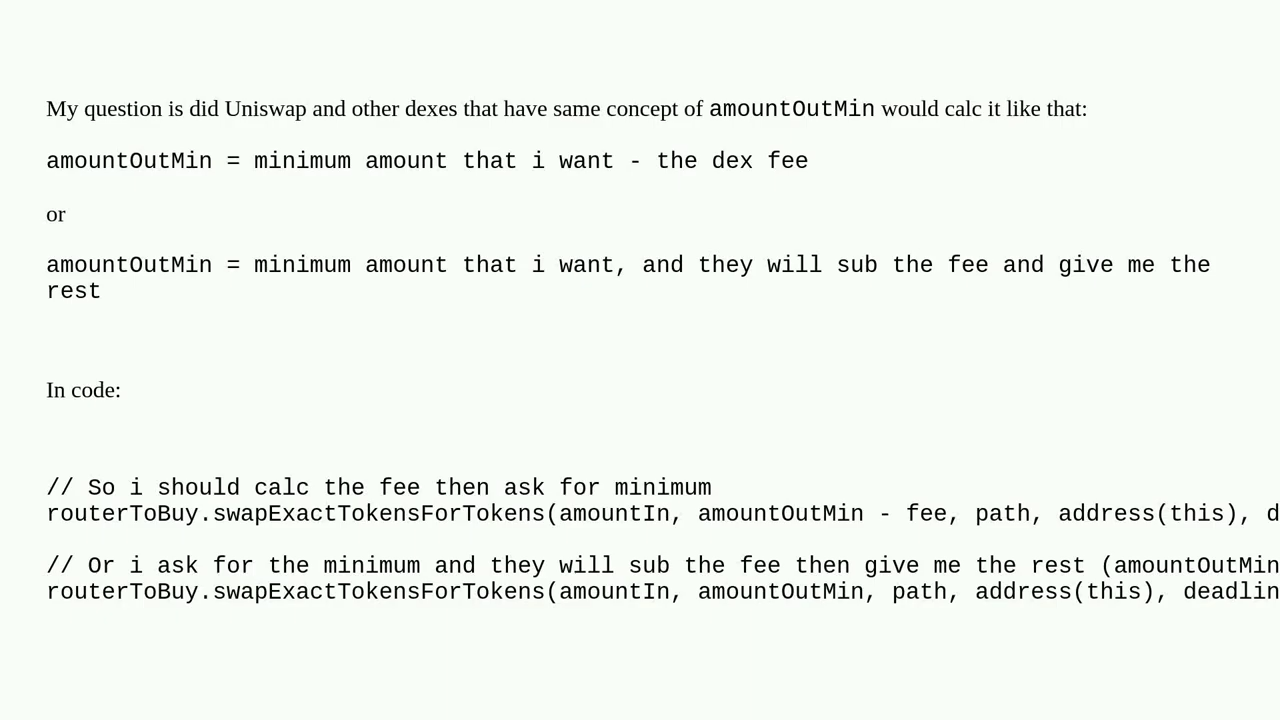 My question is did Uniswap and other dexes that have same concept of amountOutMin would calc it like that:
amountOutMin = minimum amount that i want - the dex fee
or
amountOutMin = minimum amount that i want, and they will sub the fee and give me the
rest
In code:
// So i should calc the fee then ask for minimum
routerToBuy.swapExactTokensForTokens(amountIn, amountOutMin - fee, path, address(this), d
// Or i ask for the minimum and they will sub the fee then give me the rest (amountOutMin
routerToBuy.swapExactTokensForTokens(amountIn, amountOutMin, path, address(this), deadlin